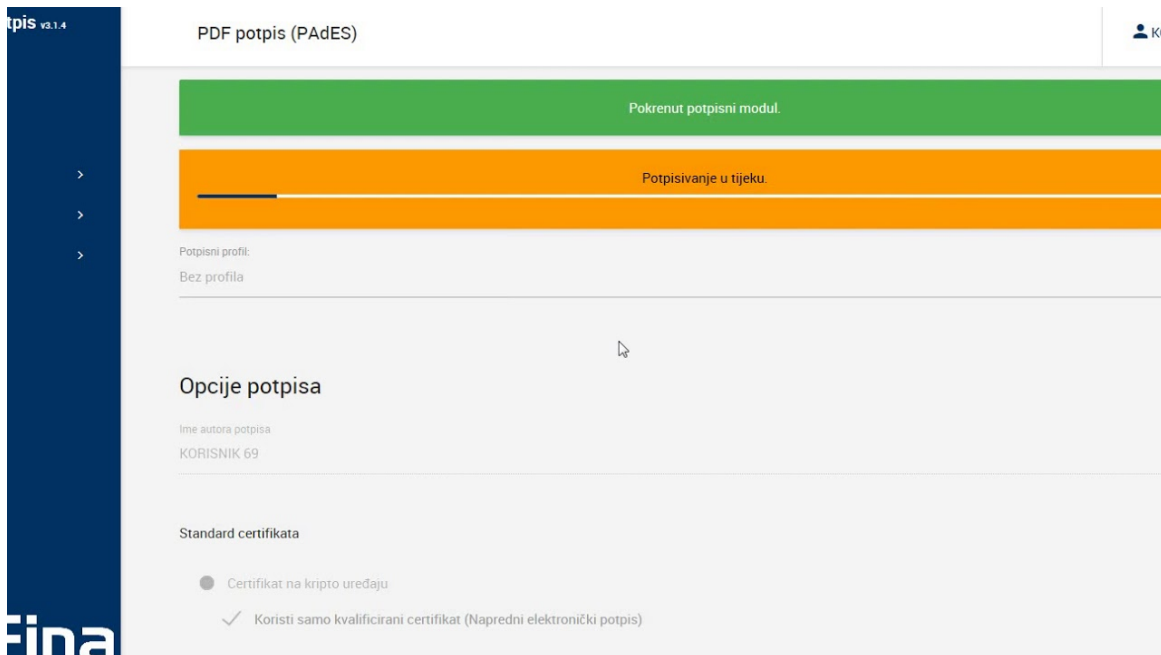 tpis v3.1.4
PDF potpis (PAdES)
K
Pokrenut potpisni modul.
Potpisivanje u tijeku.
Potpisni profil:
Bez profila
Opcije potpisa
Ime autora potpisa
KORISNIK 69
Standard certifikata
Certifikat na kripto uređaju
Koristi samo kvalificirani certifikat (Napredni elektronički potpis)
Fina